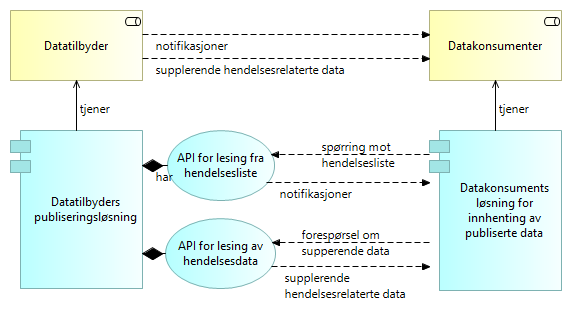 Datatilbyder
Datakonsumenter
notifikasjoner
supplerende hendelsesrelaterte data
tjener
tjener
Datatilbyders
publiseringsløsning
har
API for lesing fra
hendelsesliste
spørring mot
hendelsesliste
notifikasjoner
API for lesing av
hendelsesdata
forespørsel om
supperende data
supplerende
hendelsesrelaterte data
Datakonsuments
løsning for
innhenting av
publiserte data